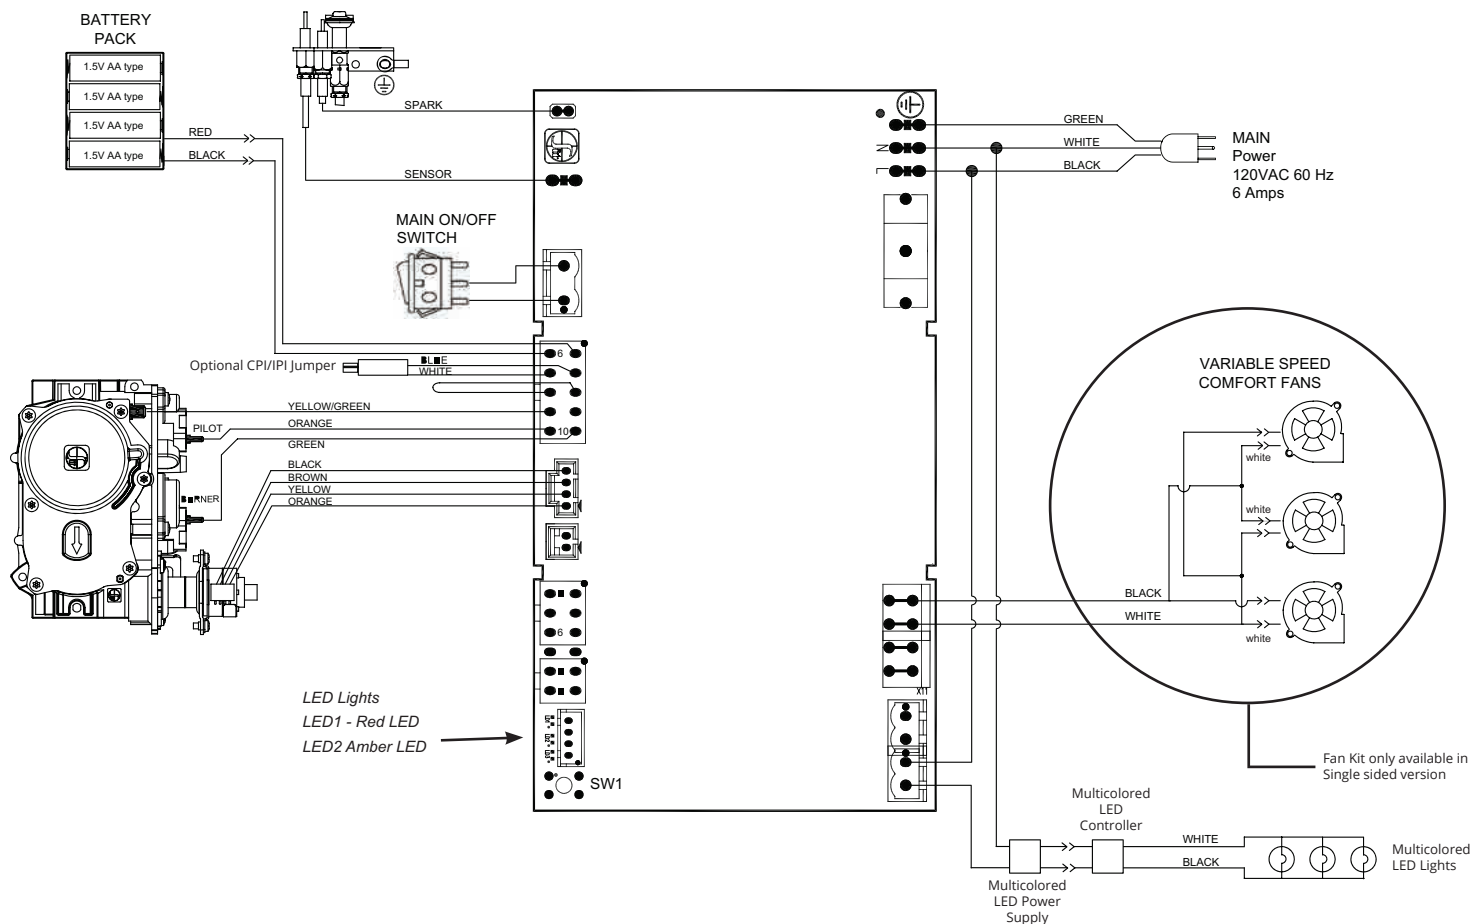 BATTERY
PACK
1.5V AA type
1.5V AA type
1.5V AA type
1.5V AA type
RED
BLACK
SPARK
SENSOR
MAIN ON/OFF
SWITCH
N
L
GREEN
WHITE
BLACK
MAIN
Power
120VAC 60 Hz
6 Amps
Optional CPI/IPI Jumper
WHITE
6
YELLOW/GREEN
PILOT
ORANGE
10
GREEN
BLACK
BROWN
YELLOW
ORANGE
6
VARIABLE SPEED
COMFORT FANS
white
white
white
BLACK
WHITE
X11
LED Lights
LED1 - Red LED
LED2 Amber LED
SW1
Fan Kit only available in
Single sided version
Multicolored
LED
Controller
WHITE
BLACK
Multicolored
LED Lights
Multicolored
LED Power
Supply